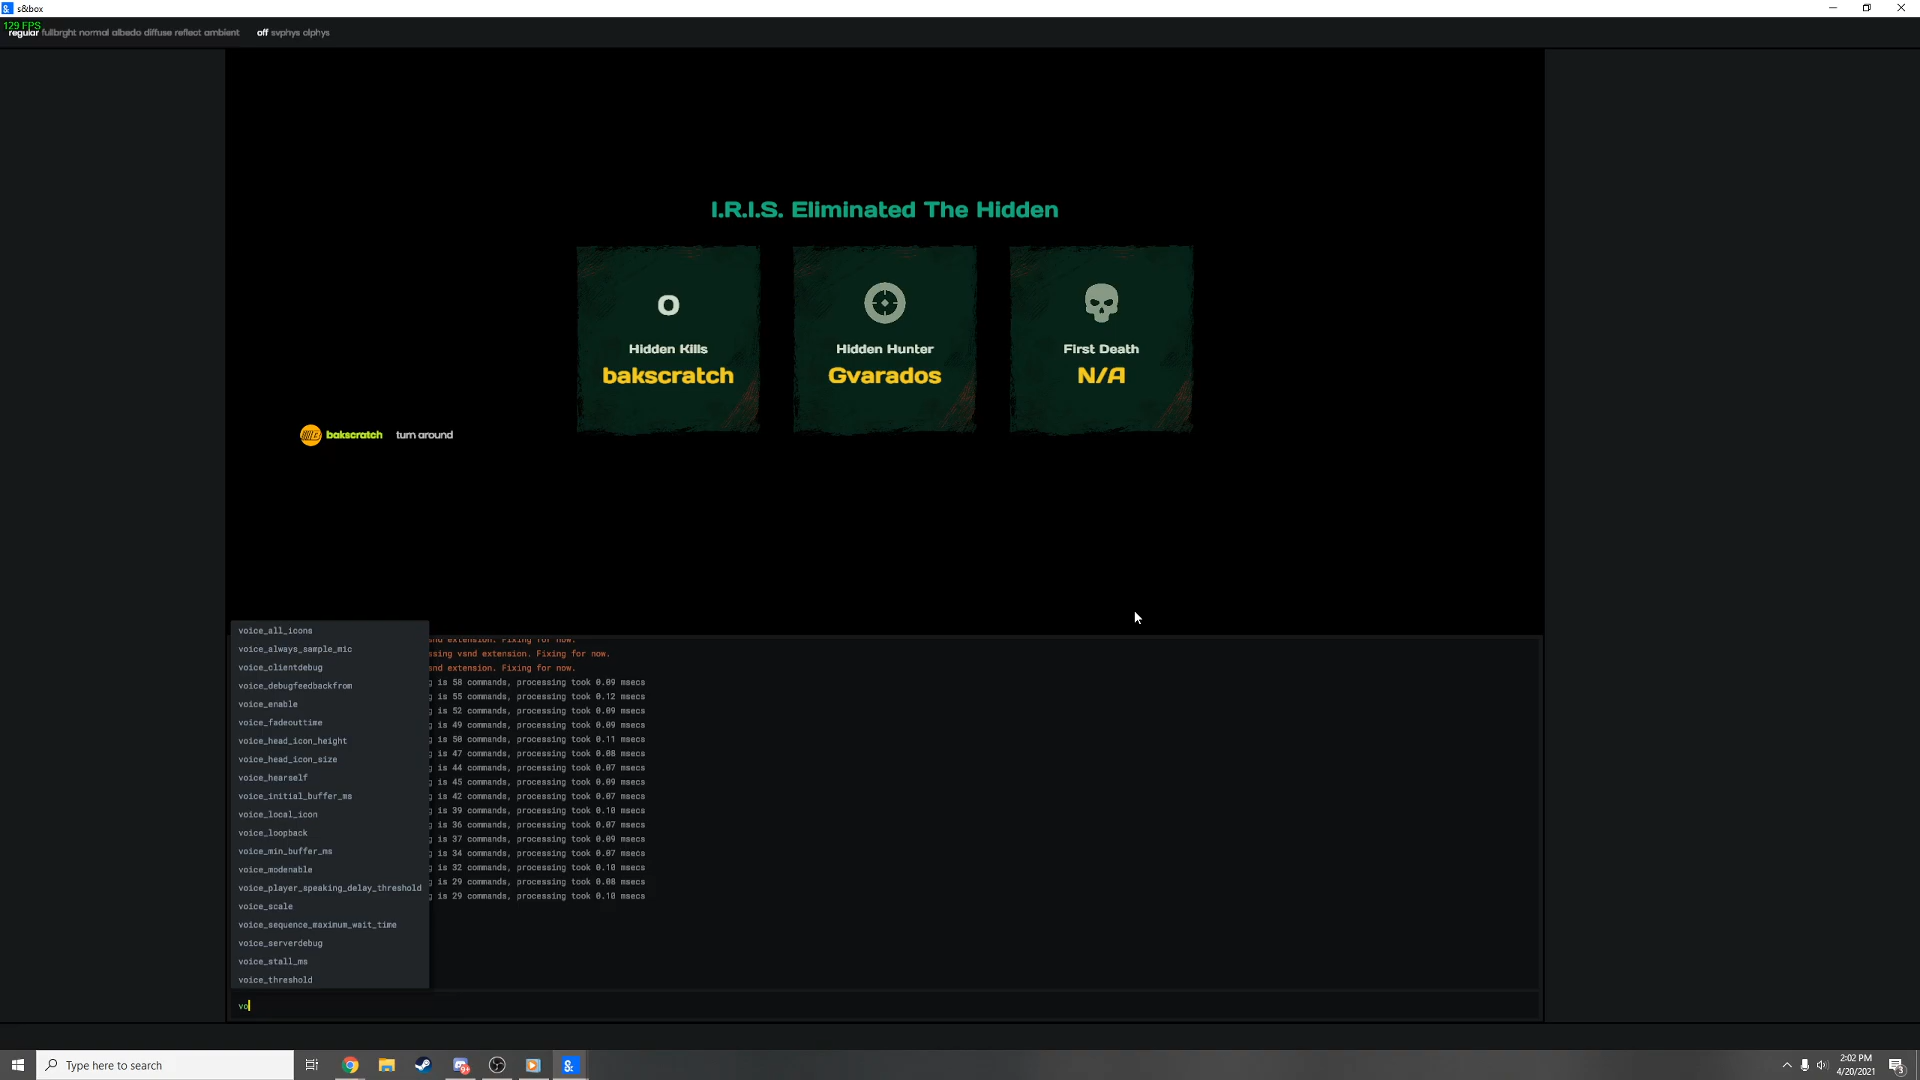 s&box
129 FPS
regular fullbrght normal albedo diffuse reflect ambient off svphys clphys
I.R.I.S. Eliminated The Hidden
0
Hidden Kills
bakscratch
Hidden Hunter
Gvarados
First Death
N/A
bakscratch turn around
voice_all_icons
voice_always_sample_mic
voice_clientdebug
voice_debugfeedbackfrom
voice_enable
voice_fadeouttime
voice_head_icon_height
voice_head_icon_size
voice_hearself
voice_initial_buffer_ms
voice_local_icon
voice_loopback
voice_min_buffer_ms
voice_modenable
voice_player_speaking_delay_threshold
voice_scale
voice_sequence_maximum_wait_time
voice_serverdebug
voice_stall_ms
voice_threshold
nd extension. Fixing for now.
sing vsnd extension. Fixing for now.
nd extension. Fixing for now.
g is 58 commands, processing took 0.09 msecs
g is 55 commands, processing took 0.12 msecs
g is 52 commands, processing took 0.09 msecs
g is 49 commands, processing took 0.09 msecs
g is 50 commands, processing took 0.11 msecs
g is 47 commands, processing took 0.08 msecs
g is 44 commands, processing took 0.07 msecs
g is 45 commands, processing took 0.09 msecs
g is 42 commands, processing took 0.07 msecs
g is 39 commands, processing took 0.10 msecs
g is 36 commands, processing took 0.07 msecs
g is 37 commands, processing took 0.09 msecs
g is 34 commands, processing took 0.07 msecs
g is 32 commands, processing took 0.10 msecs
g is 29 commands, processing took 0.08 msecs
g is 29 commands, processing took 0.10 msecs
vo
Type here to search
9+
&
2:02 PM
4/20/2021
3